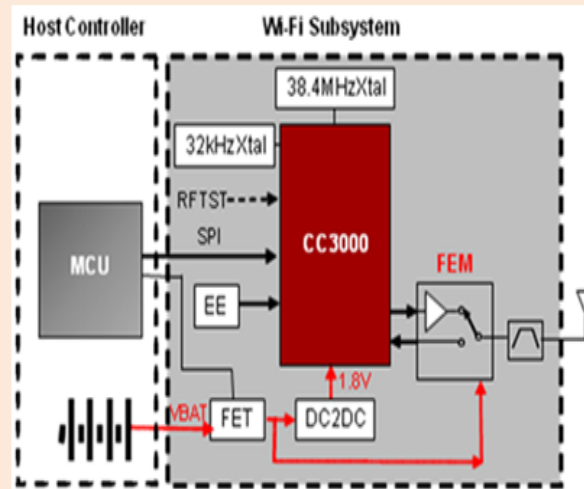 Host Controller
Wi-Fi Subsystem
38.4MHzXtal
32kHzXtal
RFTST
SPI
MCU
CC3000
FEM
EE
1.8V
VBAT
FET
DC2DC